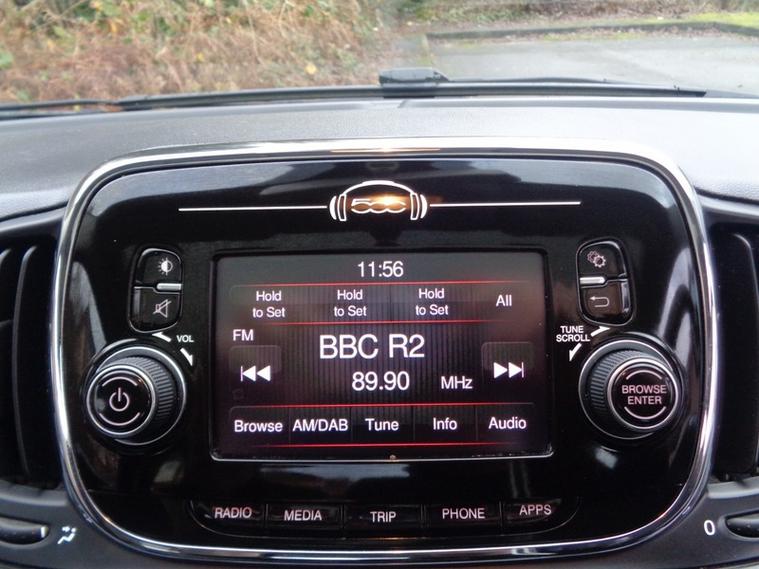 500
11:56
Hold to Set Hold to Set Hold to Set All
FM
VOL
TUNE SCROLL
BBC R2
89.90 MHz
BROWSE ENTER
Browse AM/DAB Tune Info Audio
RADIO MEDIA TRIP PHONE APPS
0